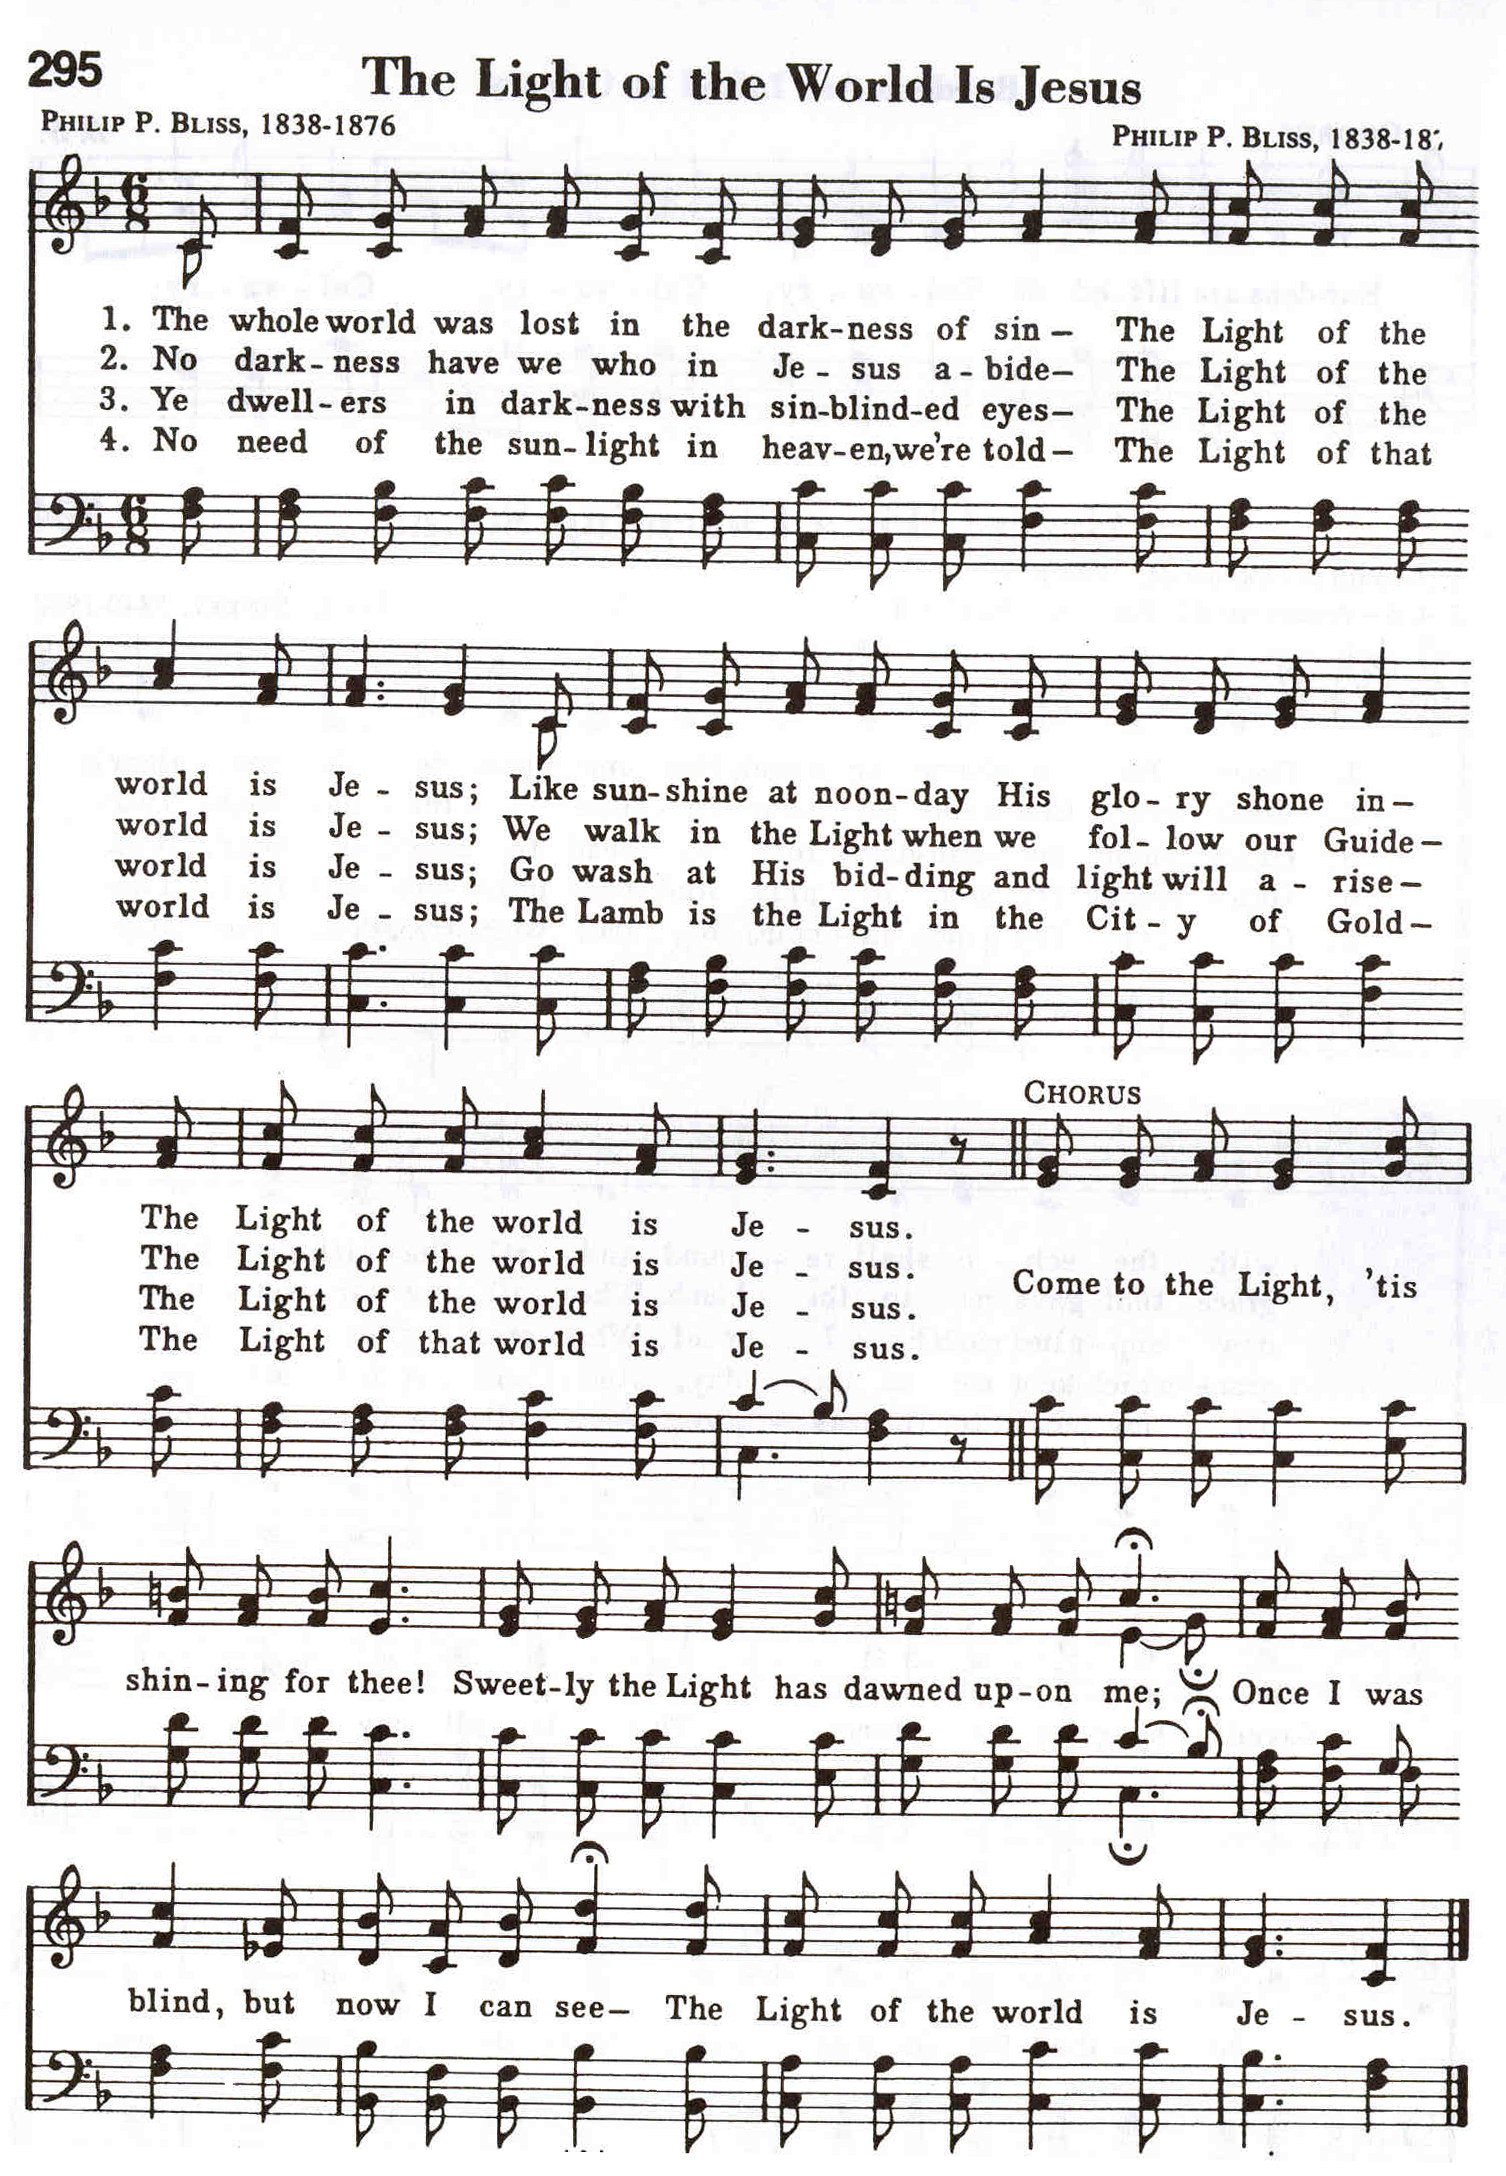 295
The Light of the World Is Jesus
PHILIP P. BLISS, 1838-1876
PHILIP P. BLISS, 1838-187
1. The whole world was lost in the dark-ness of sin – The Light of the
2. No dark-ness have we who in Je - sus a - bide– The Light of the
3. Ye dwell-ers in dark-ness with sin-blind-ed eyes– The Light of the
4. No need of the sun-light in heav-en,we're told– The Light of that
world is Je - sus; Like sun-shine at noon-day His glo - ry shone in –
world is Je - sus; We walk in the Light when we fol - low our Guide –
world is Je - sus; Go wash at His bid-ding and light will a - rise –
world is Je - sus; The Lamb is the Light in the Cit - y of Gold –
CHORUS
The Light of the world is Je - sus.
The Light of the world is Je - sus.
The Light of the world is Je - sus.
The Light of that world is Je - sus.
Come to the Light, 'tis
shin-ing for thee! Sweet-ly the Light has dawned up-on me; Once I was
blind, but now I can see– The Light of the world is Je - sus.